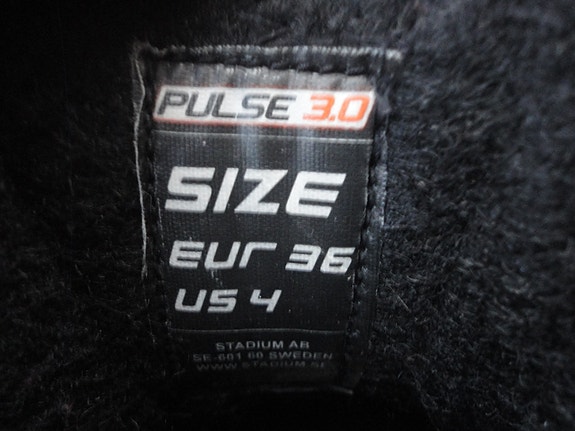 PULSE 3.0
SIZE
EUR 36
US 4
STADIUM AB
SE-601 60 SWEDEN
WWW.STADIUM.SE